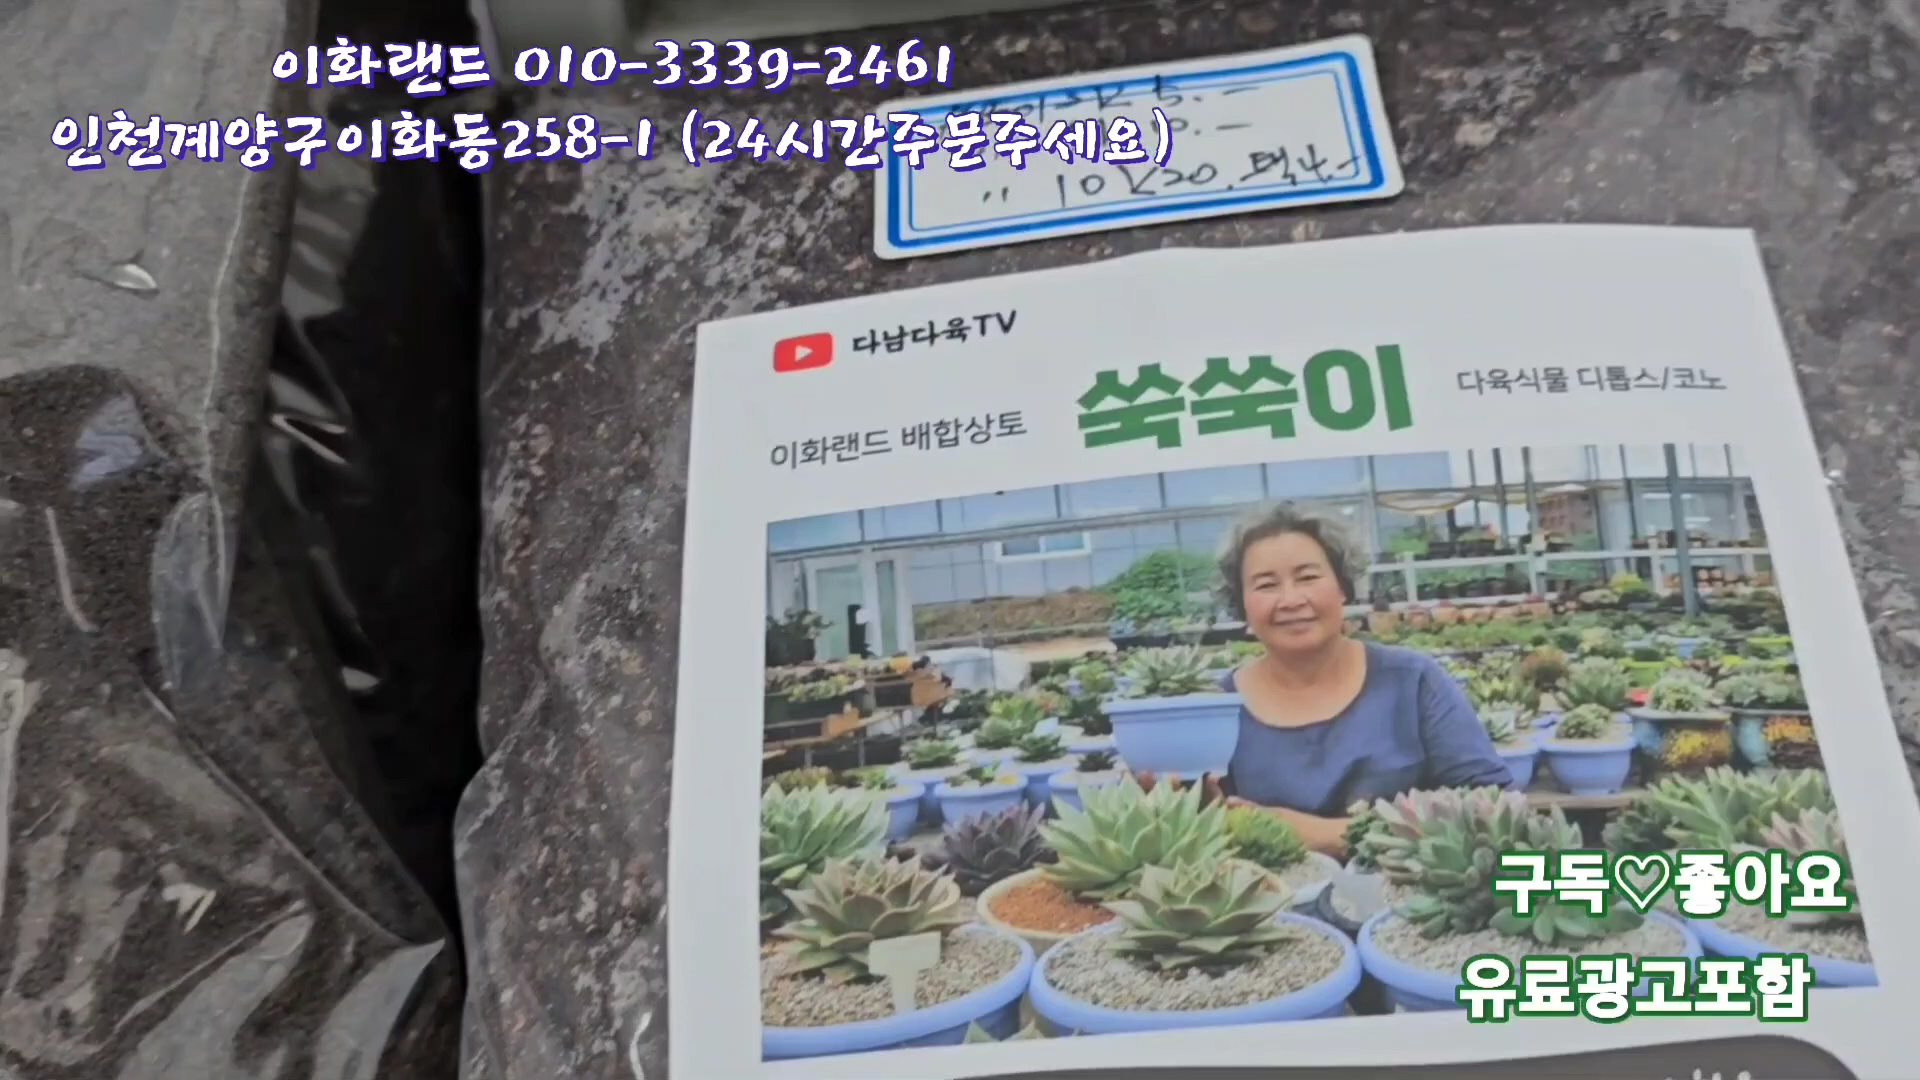 이화랜드 010-3339-2461
인천계양구이화동258-1 (24시간주문주세요)
" 10K20.택4.-
다남다육TV
이화랜드 배합상토
쑥쑥이
다육식물 디톱스/코노
구독♡좋아요
유료광고포함